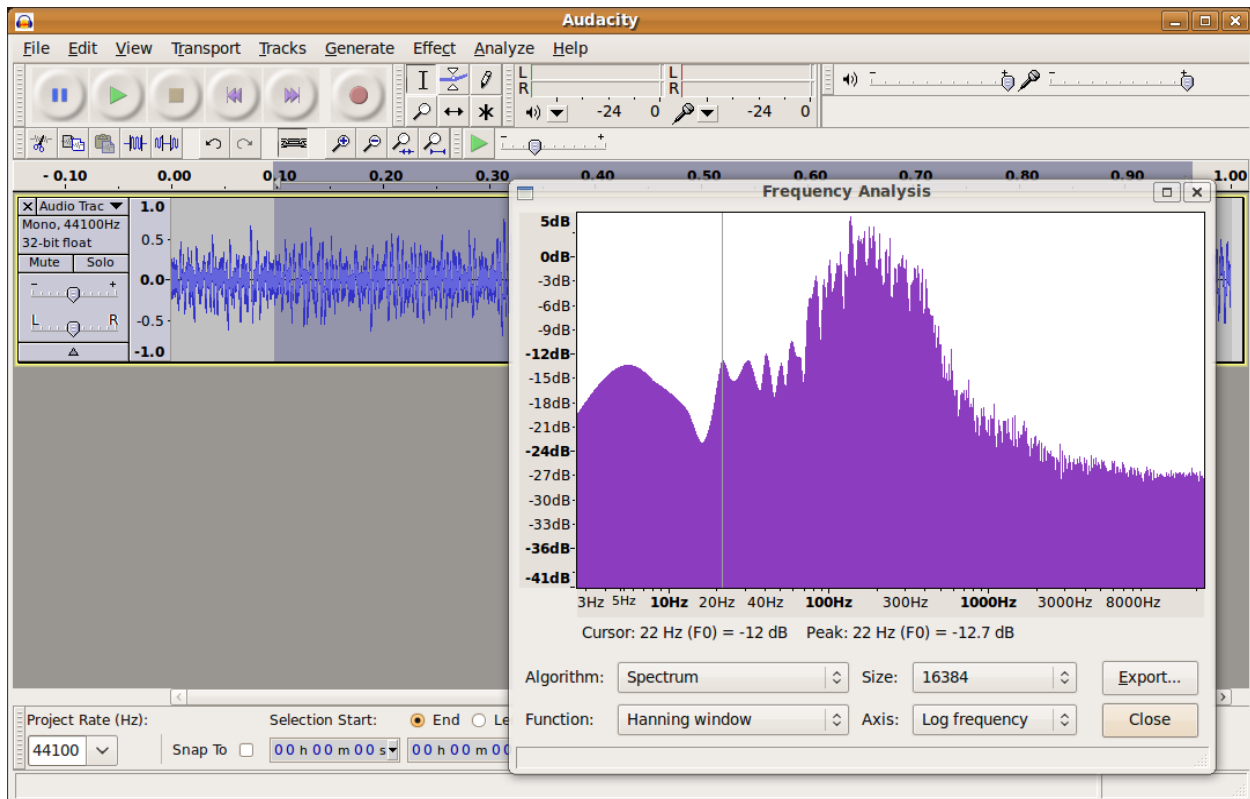 Audacity
File Edit View Transport Tracks Generate Effect Analyze Help
L
R
L
R
-24 0
-24 0
- 0.10 0.00 0.10 0.20 0.30 0.40 0.50 0.60 0.70 0.80 0.90 1.00
Audio Trac
Mono, 44100Hz
32-bit float
Mute Solo
- +
L R
1.0
0.5
0.0
-0.5
-1.0
Frequency Analysis
5dB
0dB
-3dB
-6dB
-9dB
-12dB
-15dB
-18dB
-21dB
-24dB
-27dB
-30dB
-33dB
-36dB
-41dB
3Hz 5Hz 10Hz 20Hz 40Hz 100Hz 300Hz 1000Hz 3000Hz 8000Hz
Cursor: 22 Hz (F0) = -12 dB Peak: 22 Hz (F0) = -12.7 dB
Algorithm: Spectrum Size: 16384 Export...
Function: Hanning window Axis: Log frequency Close
Project Rate (Hz): Selection Start: End
44100 Snap To 00 h 00 m 00 s 00 h 00 m